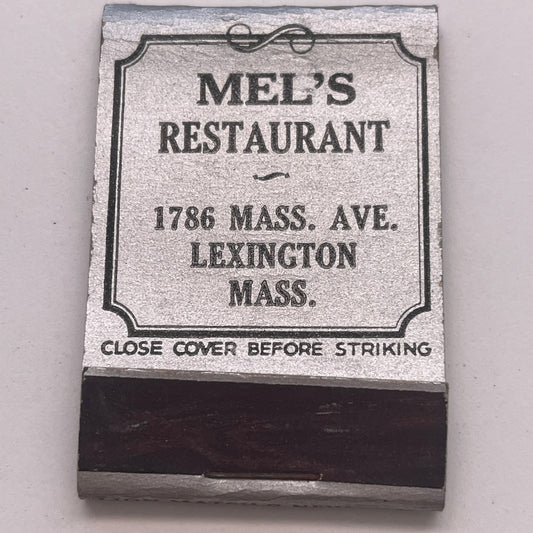 MEL'S
RESTAURANT
1786 MASS. AVE.
LEXINGTON
MASS.
CLOSE COVER BEFORE STRIKING